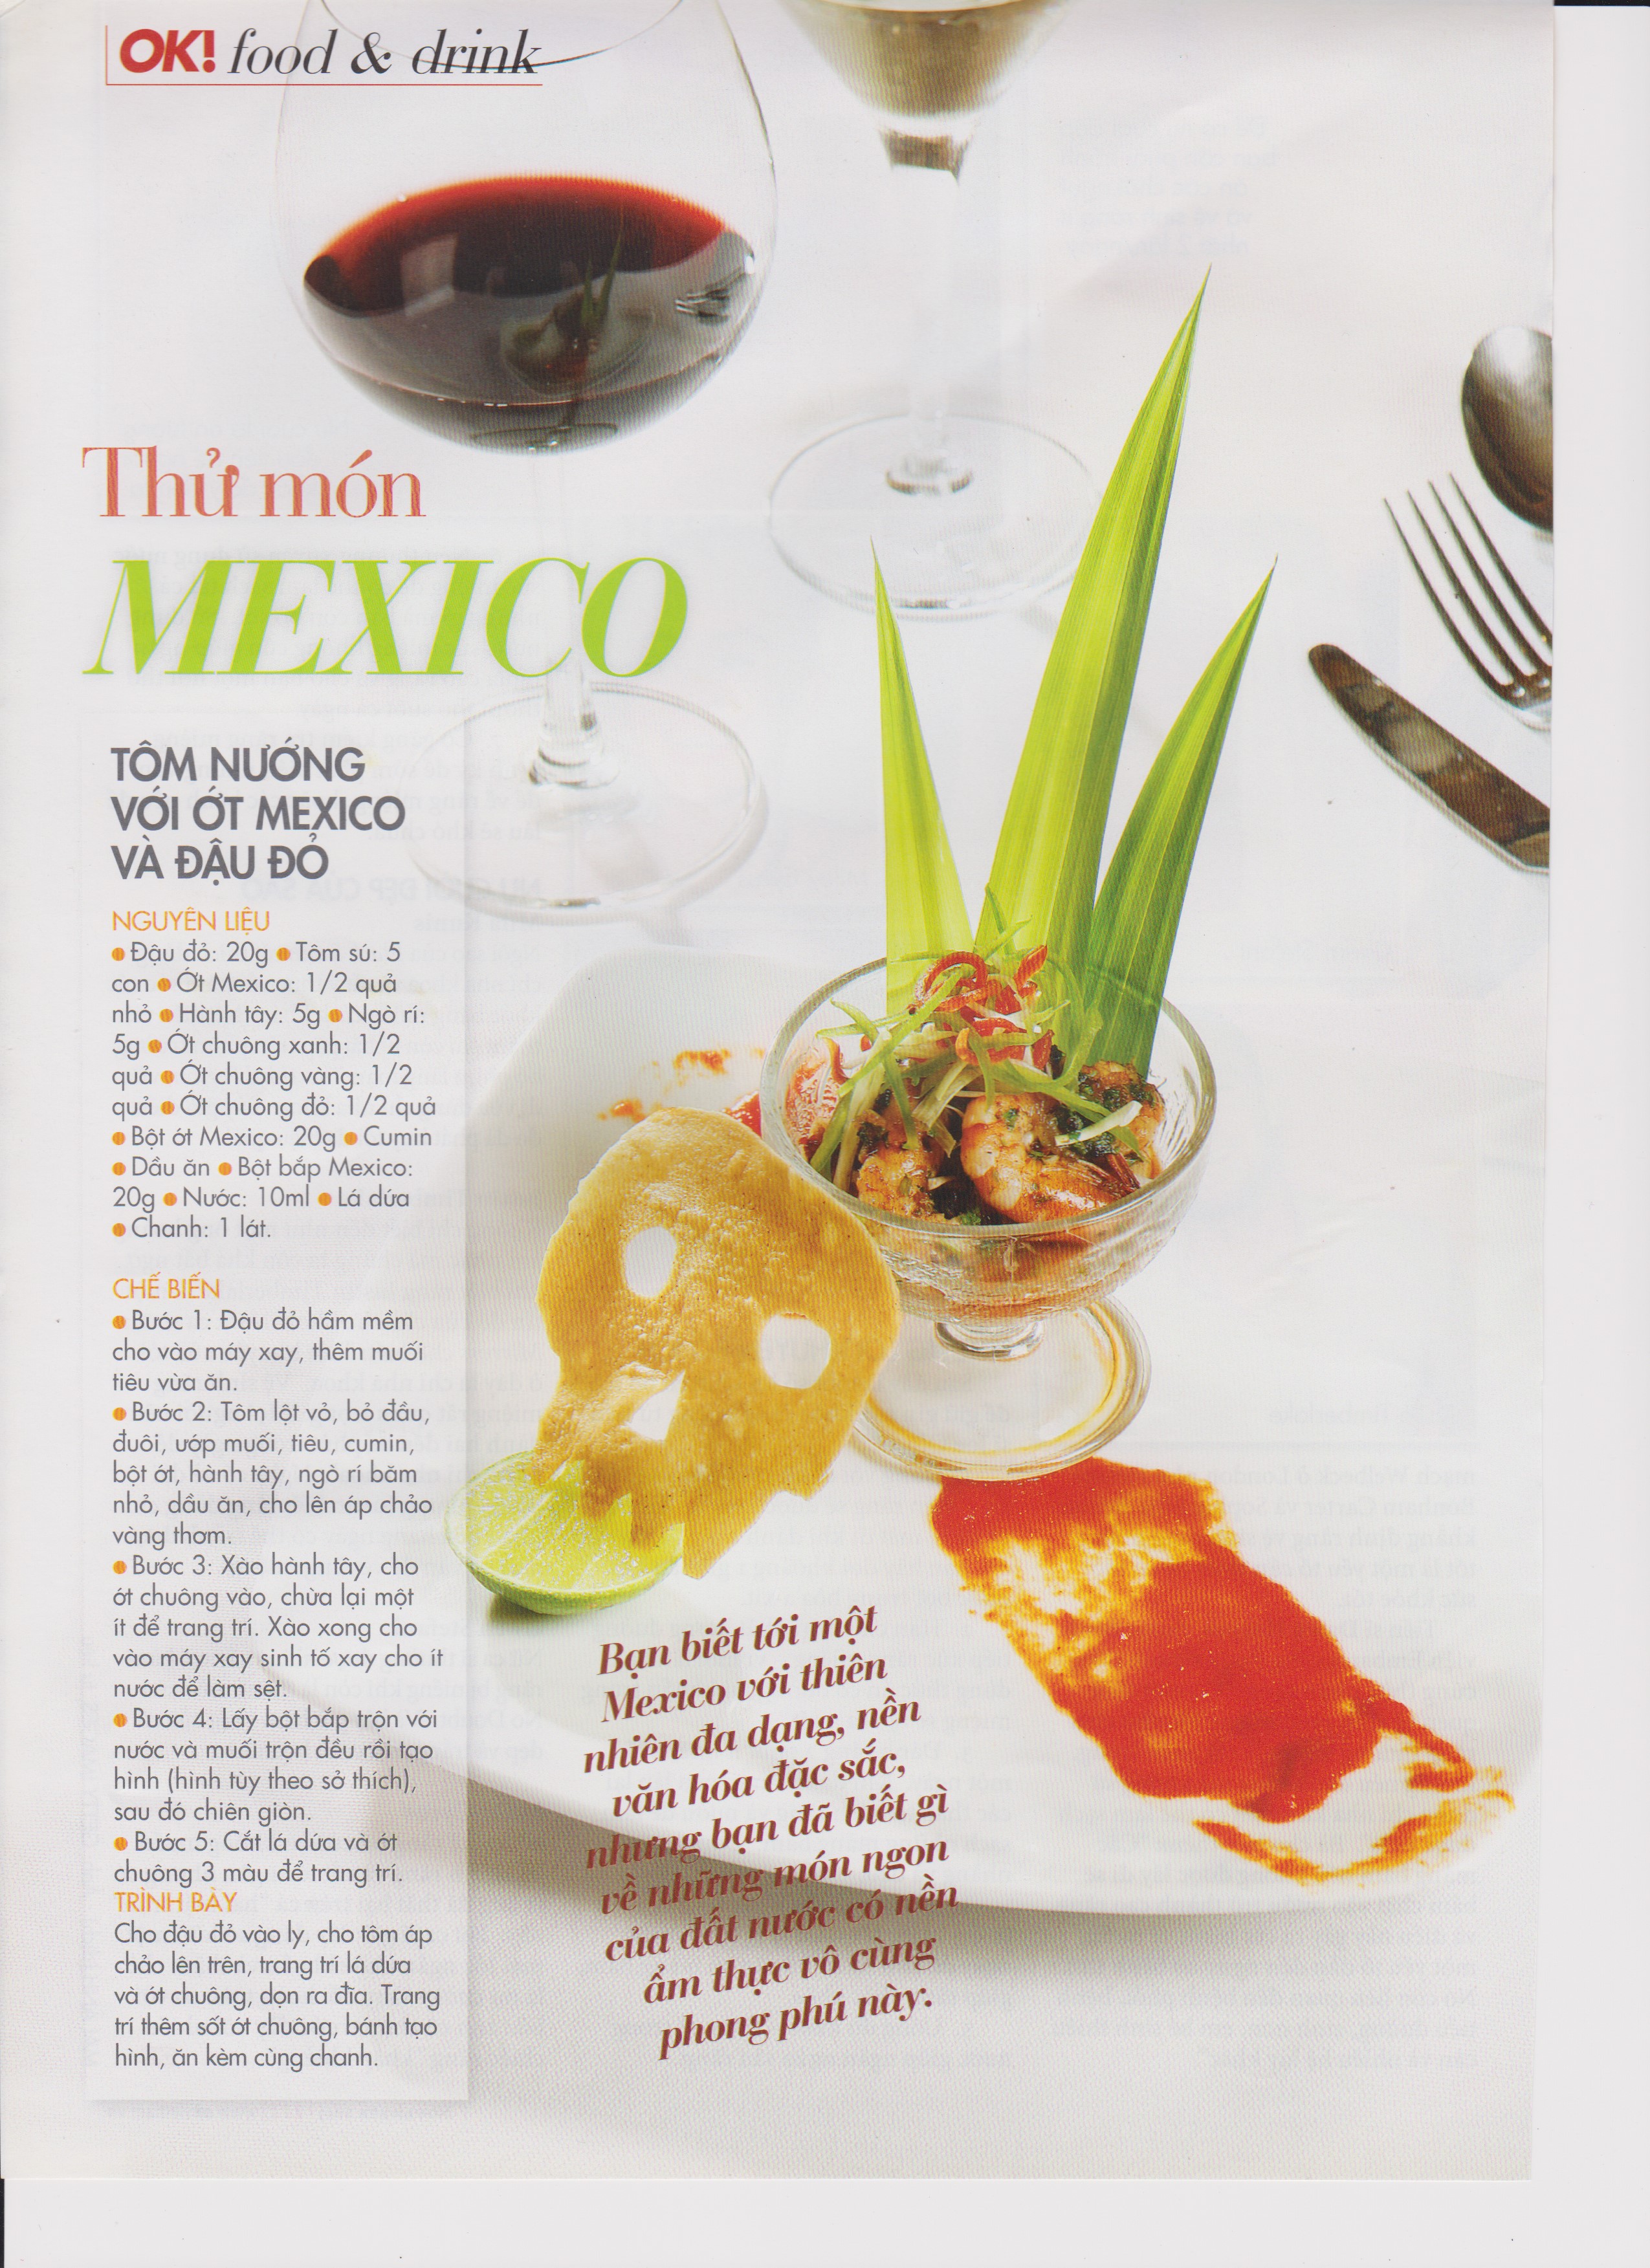 OK! food & drink
Thử món
MEXICO
TÔM NƯỚNG
VỚI ỚT MEXICO
VÀ ĐẬU ĐỎ
NGUYÊN LIỆU
● Đậu đỏ: 20g ● Tôm sú: 5
con ● Ớt Mexico: 1/2 quả
nhỏ ● Hành tây: 5g ● Ngò rí:
5g ● Ớt chuông xanh: 1/2
quả ● Ớt chuông vàng: 1/2
quả ● Ớt chuông đỏ: 1/2 quả
● Bột ớt Mexico: 20g ● Cumin
● Dầu ăn ● Bột bắp Mexico:
20g ● Nước: 10ml ● Lá dứa
● Chanh: 1 lát.
CHẾ BIẾN
● Bước 1: Đậu đỏ hầm mềm
cho vào máy xay, thêm muối
tiêu vừa ăn.
● Bước 2: Tôm lột vỏ, bỏ đầu,
đuôi, ướp muối, tiêu, cumin,
bột ớt, hành tây, ngò rí băm
nhỏ, dầu ăn, cho lên áp chảo
vàng thơm.
● Bước 3: Xào hành tây, cho
ớt chuông vào, chừa lại một
ít để trang trí. Xào xong cho
vào máy xay sinh tố xay cho ít
nước để làm sệt.
● Bước 4: Lấy bột bắp trộn với
nước và muối trộn đều rồi tạo
hình (hình tùy theo sở thích),
sau đó chiên giòn.
● Bước 5: Cắt lá dứa và ớt
chuông 3 màu để trang trí.
TRÌNH BÀY
Cho đậu đỏ vào ly, cho tôm áp
chảo lên trên, trang trí lá dứa
và ớt chuông, dọn ra đĩa. Trang
trí thêm sốt ớt chuông, bánh tạo
hình, ăn kèm cùng chanh.
Bạn biết tới một
Mexico với thiên
nhiên đa dạng, nền
văn hóa đặc sắc,
nhưng bạn đã biết gì
về những món ngon
của đất nước có nền
ẩm thực vô cùng
phong phú này.